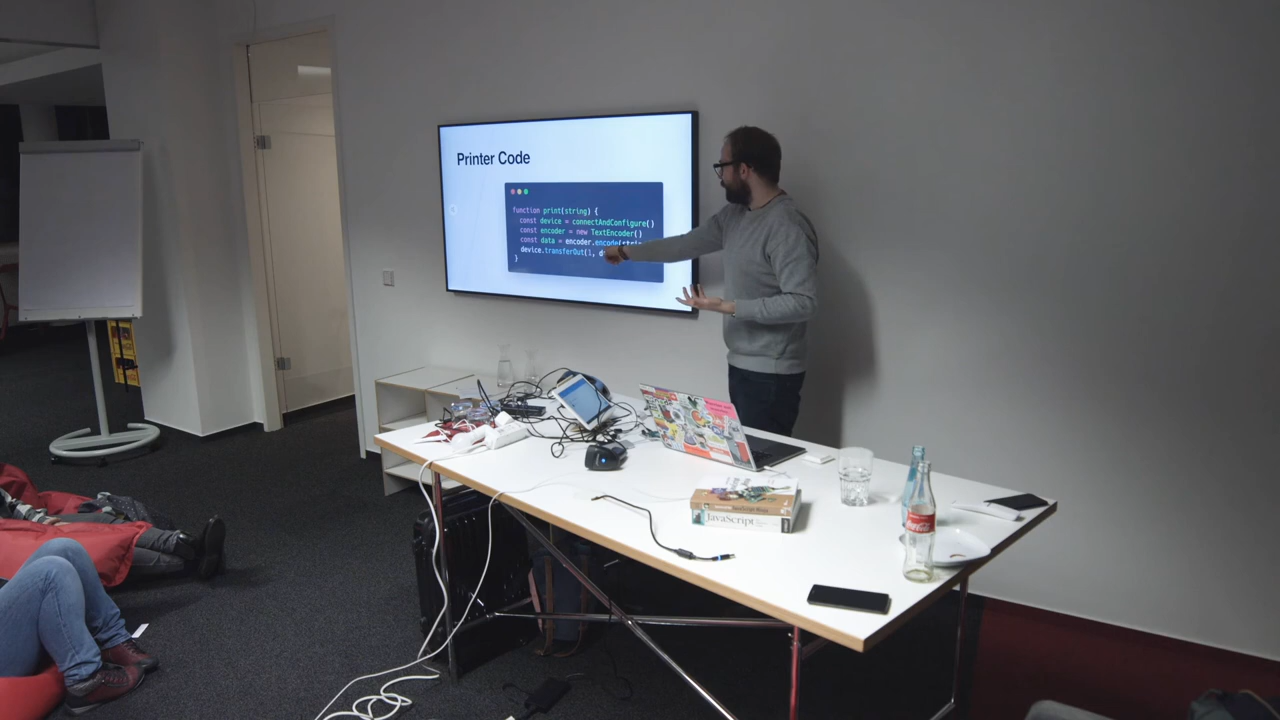 Printer Code
function print(string) {
const device = connectAndConfigure()
const encoder = new TextEncoder()
const data = encoder.encode(strin
device.transferOut(1, d
}
JavaScript
Coca-Cola